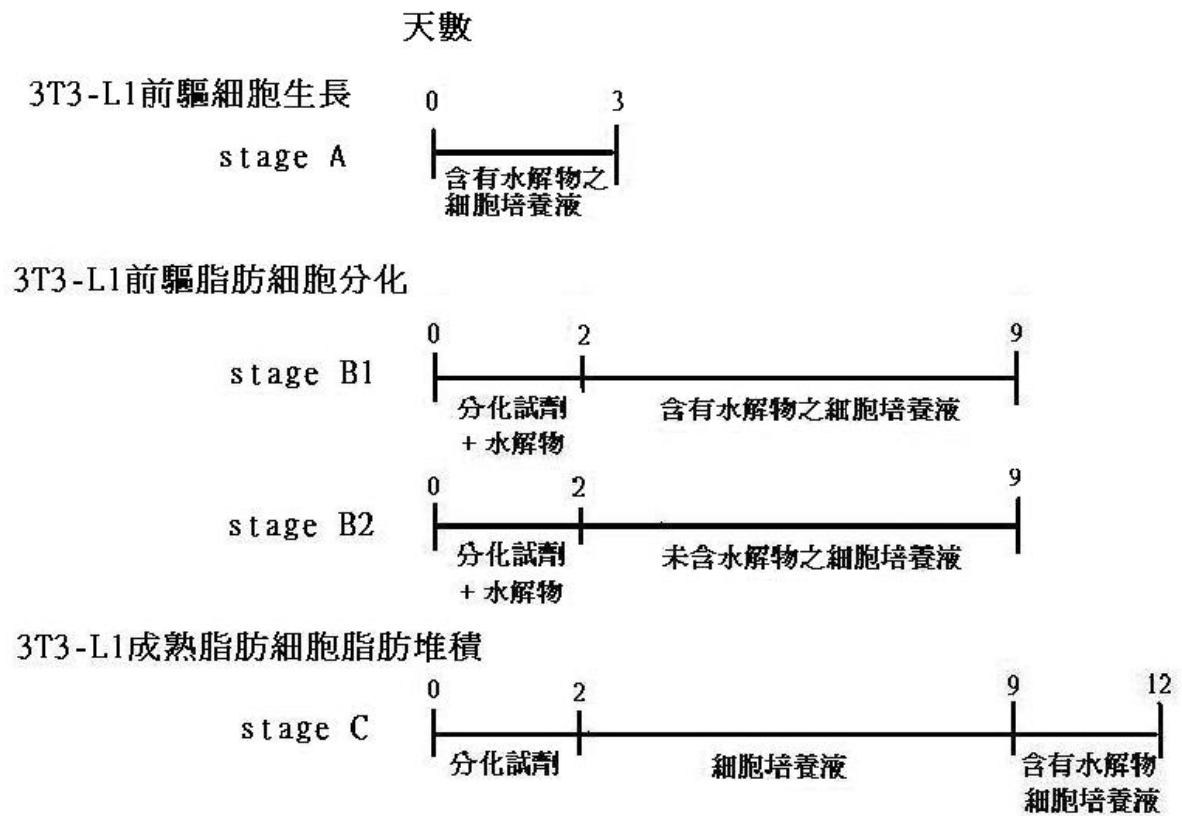 天數
3T3-L1前驅細胞生長
0 3
stage A
含有水解物之
細胞培養液
3T3-L1前驅脂肪細胞分化
0 2 9
stage B1
分化試劑 含有水解物之細胞培養液
+ 水解物
0 2 9
stage B2
分化試劑 未含水解物之細胞培養液
+ 水解物
3T3-L1成熟脂肪細胞脂肪堆積
0 2 9 12
stage C
分化試劑 細胞培養液 含有水解物
細胞培養液